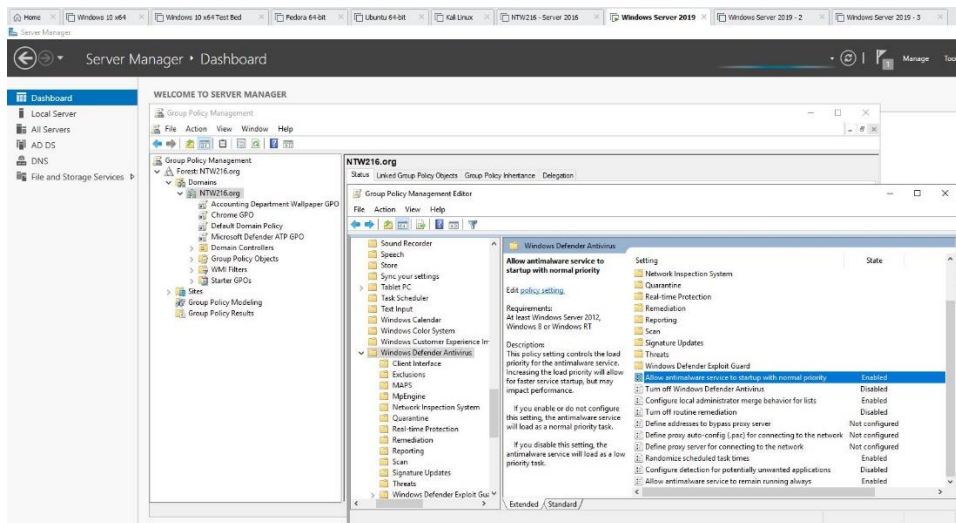 Home
Windows 10 x64
Windows 10 x64 Test Bed
Fedora 64-bit
Ubuntu 64-bit
Kali Linux
NTW216 - Server 2016
Windows Server 2019
Windows Server 2019 - 2
Windows Server 2019 - 3
Server Manager
Server Manager • Dashboard
1
Manage
Too
Dashboard
Local Server
All Servers
AD DS
DNS
File and Storage Services
WELCOME TO SERVER MANAGER
Group Policy Management
File Action View Window Help
Group Policy Management
Forest: NTW216.org
Domains
NTW216.org
Accounting Department Wallpaper GPO
Chrome GPO
Default Domain Policy
Microsoft Defender ATP GPO
Domain Controllers
Group Policy Objects
WMI Filters
Starter GPOs
Sites
Group Policy Modeling
Group Policy Results
NTW216.org
Status Linked Group Policy Objects Group Policy Inheritance Delegation
Group Policy Management Editor
File Action View Help
Sound Recorder
Speech
Store
Sync your settings
Tablet PC
Task Scheduler
Text Input
Windows Calendar
Windows Color System
Windows Customer Experience Im
Windows Defender Antivirus
Client Interface
Exclusions
MAPS
MpEngine
Network Inspection System
Quarantine
Real-time Protection
Remediation
Reporting
Scan
Signature Updates
Threats
Windows Defender Exploit Gua
Windows Defender Antivirus
Allow antimalware service to
startup with normal priority
Edit policy setting.
Requirements:
At least Windows Server 2012,
Windows 8 or Windows RT
Description:
This policy setting controls the load
priority for the antimalware service.
Increasing the load priority will allow
for faster service startup, but may
impact performance.
If you enable or do not configure
this setting, the antimalware service
will load as a normal priority task.
If you disable this setting, the
antimalware service will load as a low
priority task.
Setting State
Network Inspection System
Quarantine
Real-time Protection
Remediation
Reporting
Scan
Signature Updates
Threats
Windows Defender Exploit Guard
Allow antimalware service to startup with normal priority Enabled
Turn off Windows Defender Antivirus Disabled
Configure local administrator merge behavior for lists Enabled
Turn off routine remediation Disabled
Define addresses to bypass proxy server Not configured
Define proxy auto-config (.pac) for connecting to the network Not configured
Define proxy server for connecting to the network Not configured
Randomize scheduled task times Enabled
Configure detection for potentially unwanted applications Disabled
Allow antimalware service to remain running always Enabled
Extended Standard